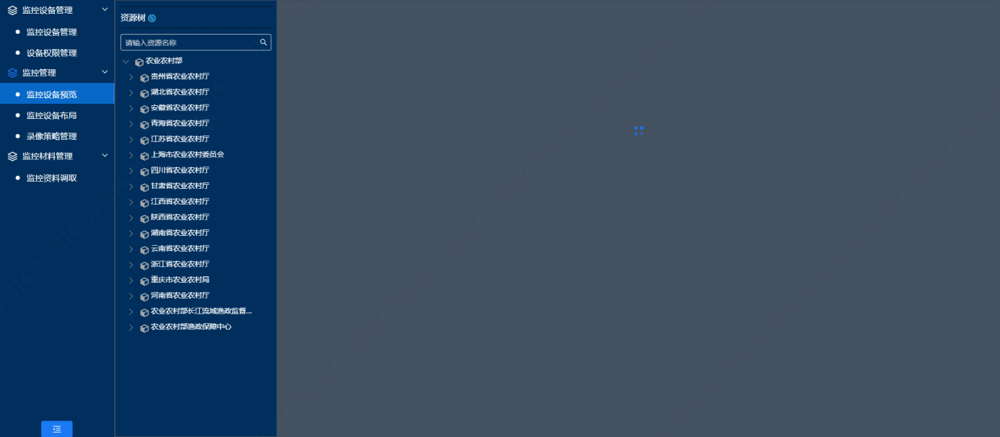 监控设备管理
监控设备管理
设备权限管理
监控管理
监控设备预览
监控设备布局
录像策略管理
监控材料管理
监控资料调取
资源树
请输入资源名称
农业农村部
贵州省农业农村厅
湖北省农业农村厅
安徽省农业农村厅
青海省农业农村厅
江苏省农业农村厅
上海市农业农村委员会
四川省农业农村厅
甘肃省农业农村厅
江西省农业农村厅
陕西省农业农村厅
湖南省农业农村厅
云南省农业农村厅
浙江省农业农村厅
重庆市农业农村局
河南省农业农村厅
农业农村部长江流域渔政监督...
农业农村部渔政保障中心